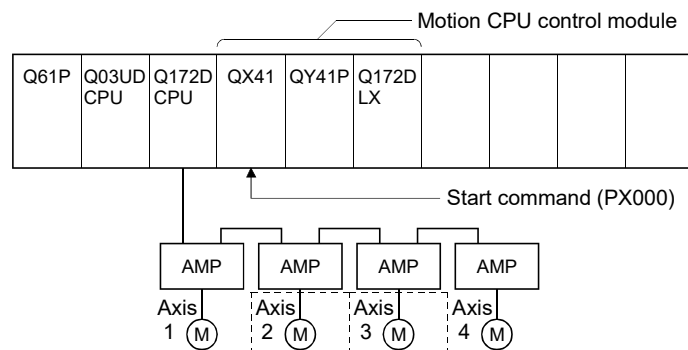 Motion CPU control module
Q61P
Q03UD
CPU
Q172D
CPU
QX41
QY41P
Q172D
LX
Start command (PX000)
AMP
AMP
AMP
AMP
Axis
1
M
Axis
2
M
Axis
3
M
Axis
4
M